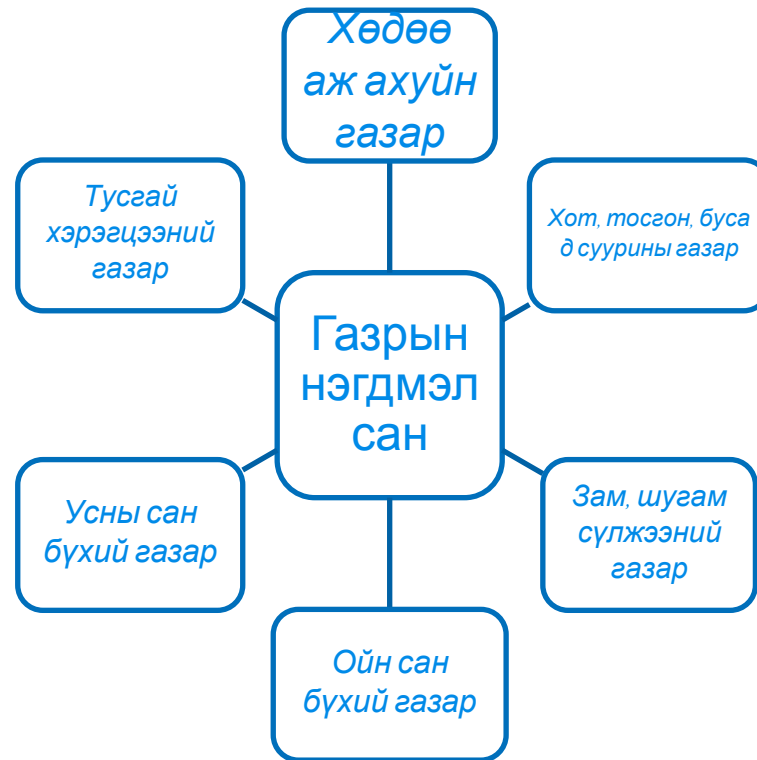 Хөдөө
аж ахуйн
газар
Тусгай
хэрэгцээний
газар
Хот, тосгон, буса
д суурины газар
Газрын
нэгдмэл
сан
Усны сан
бүхий газар
Зам, шугам
сүлжээний
газар
Ойн сан
бүхий газар